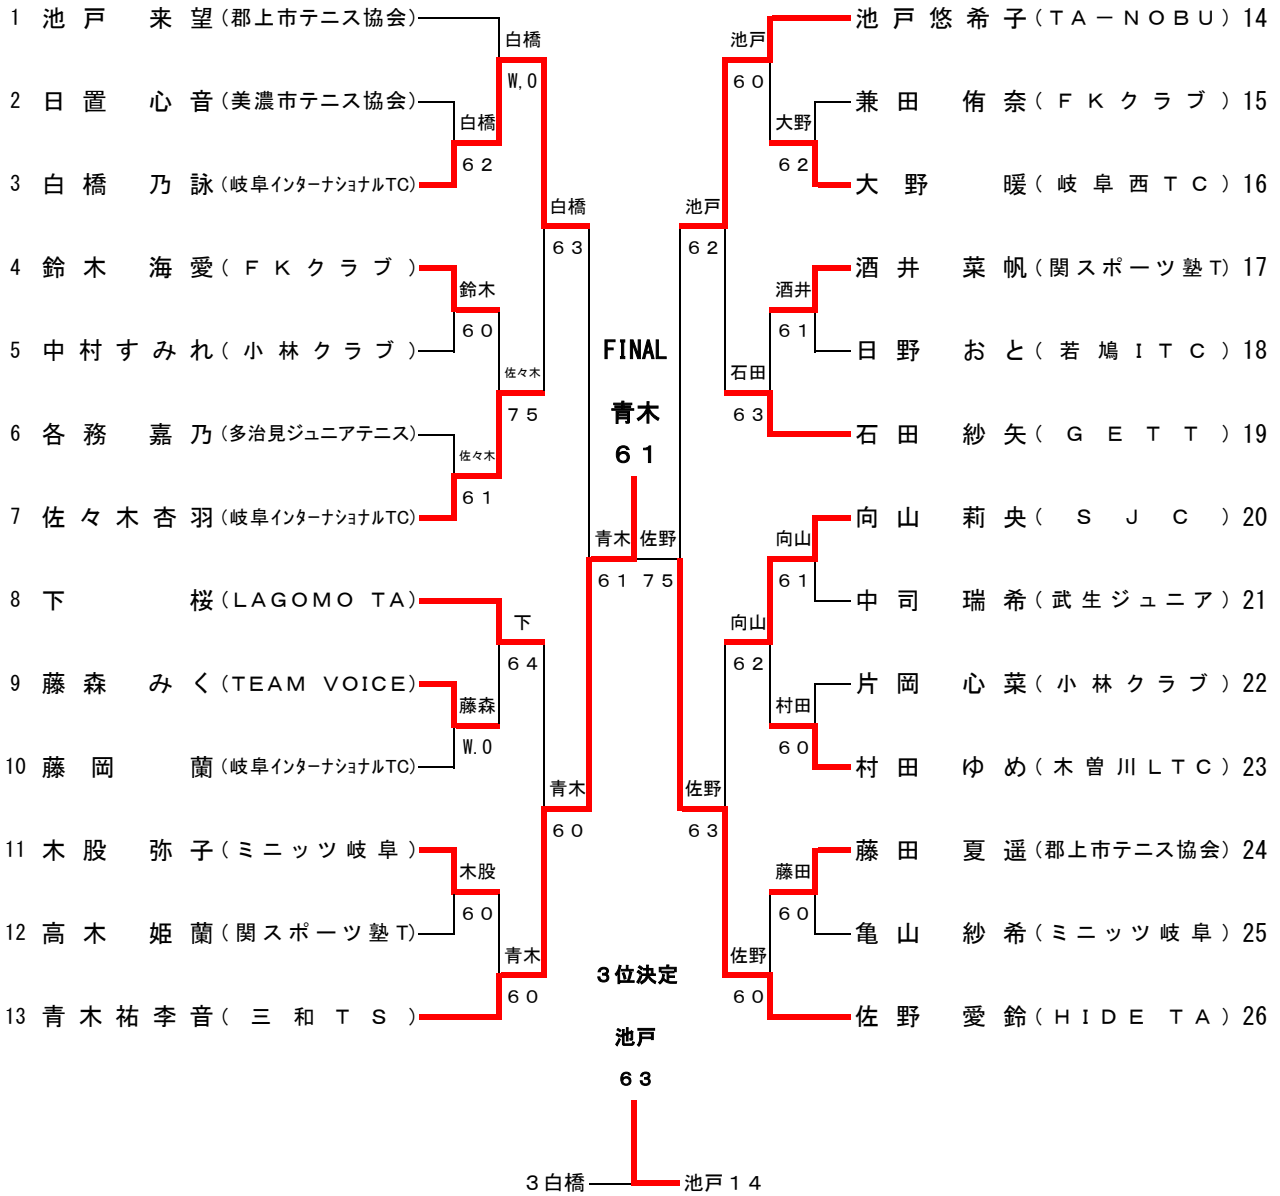 1 池戸 来望 (郡上市テニス協会)
2 日置 心音 (美濃市テニス協会)
3 白橋 乃詠 (岐阜インターナショナルTC)
4 鈴木 海愛 (FKクラブ)
5 中村すみれ (小林クラブ)
6 各務 嘉乃 (多治見ジュニアテニス)
7 佐々木杏羽 (岐阜インターナショナルTC)
8 下 桜 (LAGOMO TA)
9 藤森 みく (TEAM VOICE)
10 藤岡 蘭 (岐阜インターナショナルTC)
11 木股 弥子 (ミニッツ岐阜)
12 高木 姫蘭 (関スポーツ塾T)
13 青木祐李音 (三和TS)
白橋
W,0
白橋
62
白橋
63
鈴木
60
佐々木
75
佐々木
61
下
64
藤森
W.0
青木
60
木股
60
青木
60
FINAL
青木
61
青木
61
佐野
75
3位決定
池戸
63
3白橋
池戸14
池戸
60
大野
62
池戸
62
酒井
61
石田
63
向山
61
向山
62
村田
60
佐野
63
藤田
60
佐野
60
池戸悠希子 (TA-NOBU) 14
兼田 侑奈 (FKクラブ) 15
大野 暖 (岐阜西TC) 16
酒井 菜帆 (関スポーツ塾T) 17
日野 おと (若鳩ITC) 18
石田 紗矢 (GETT) 19
向山 莉央 (SJC) 20
中司 瑞希 (武生ジュニア) 21
片岡 心菜 (小林クラブ) 22
村田 ゆめ (木曽川LTC) 23
藤田 夏遥 (郡上市テニス協会) 24
亀山 紗希 (ミニッツ岐阜) 25
佐野 愛鈴 (HIDE TA) 26